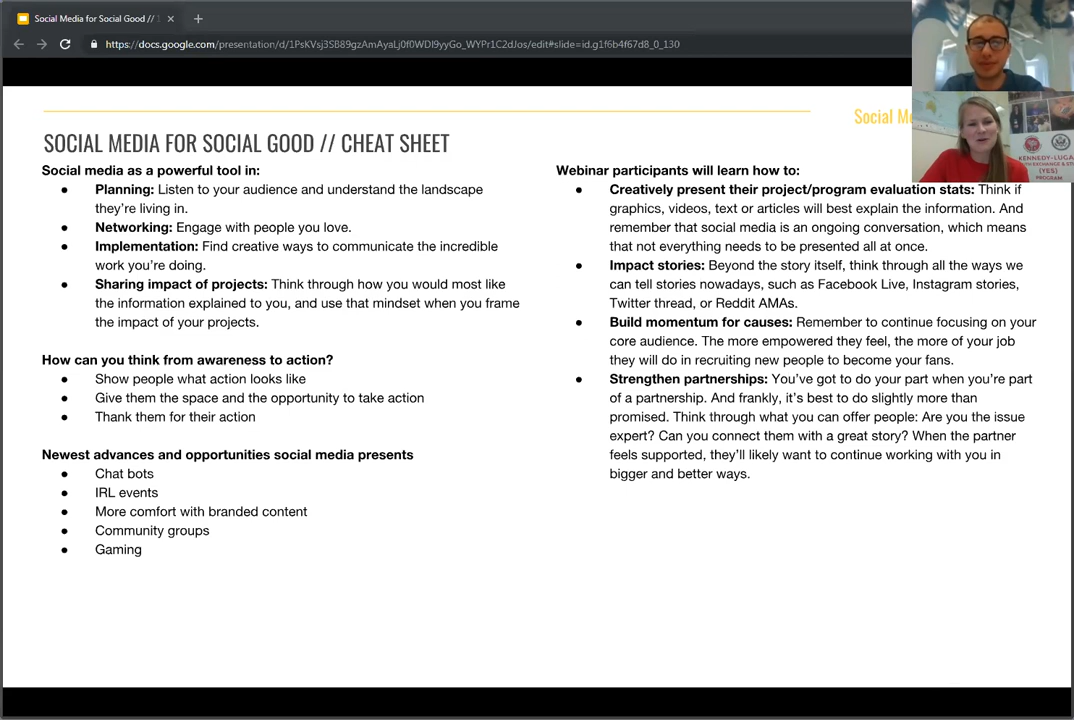 Social Media for Social Good //
https://docs.google.com/presentation/d/1PsKVsj3SB89gzAmAyaLj0f0WDl9yyGo_WYPr1C2dJos/edit#slide=id.g1f6b4f67d8_0_130
Social
KENNEDY-LUGA
(YES)
PROGRAM
SOCIAL MEDIA FOR SOCIAL GOOD // CHEAT SHEET
Social media as a powerful tool in:
● Planning: Listen to your audience and understand the landscape
they're living in.
● Networking: Engage with people you love.
● Implementation: Find creative ways to communicate the incredible
work you're doing.
● Sharing impact of projects: Think through how you would most like
the information explained to you, and use that mindset when you frame
the impact of your projects.
How can you think from awareness to action?
● Show people what action looks like
● Give them the space and the opportunity to take action
● Thank them for their action
Newest advances and opportunities social media presents
● Chat bots
● IRL events
● More comfort with branded content
● Community groups
● Gaming
Webinar participants will learn how to:
● Creatively present their project/program evaluation stats: Think if
graphics, videos, text or articles will best explain the information. And
remember that social media is an ongoing conversation, which means
that not everything needs to be presented all at once.
● Impact stories: Beyond the story itself, think through all the ways we
can tell stories nowadays, such as Facebook Live, Instagram stories,
Twitter thread, or Reddit AMAs.
● Build momentum for causes: Remember to continue focusing on your
core audience. The more empowered they feel, the more of your job
they will do in recruiting new people to become your fans.
● Strengthen partnerships: You've got to do your part when you're part
of a partnership. And frankly, it's best to do slightly more than
promised. Think through what you can offer people: Are you the issue
expert? Can you connect them with a great story? When the partner
feels supported, they'll likely want to continue working with you in
bigger and better ways.